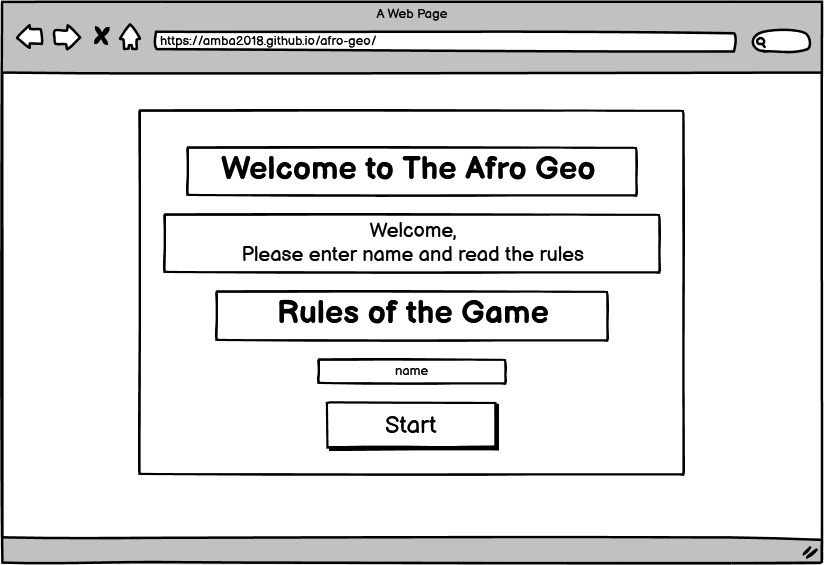 A Web Page
https://amba2018.github.io/afro-geo/
Welcome to The Afro Geo
Welcome,
Please enter name and read the rules
Rules of the Game
name
Start